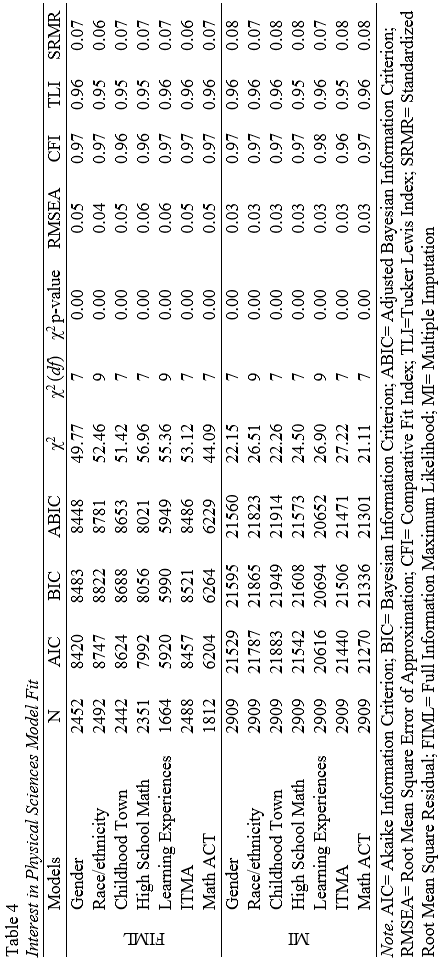 Table 4
Interest in Physical Sciences Model Fit
Models N AIC BIC ABIC χ² χ² (df) χ² p-value RMSEA CFI TLI SRMR
FIML
Gender 2452 8420 8483 8448 49.77 7 0.00 0.05 0.97 0.96 0.07
Race/ethnicity 2492 8747 8822 8781 52.46 9 0.00 0.04 0.97 0.95 0.06
Childhood Town 2442 8624 8688 8653 51.42 7 0.00 0.05 0.96 0.95 0.07
High School Math 2351 7992 8056 8021 56.96 7 0.00 0.06 0.96 0.95 0.07
Learning Experiences 1664 5920 5990 5949 55.36 9 0.00 0.06 0.97 0.96 0.07
ITMA 2488 8457 8521 8486 53.12 7 0.00 0.05 0.97 0.96 0.06
Math ACT 1812 6204 6264 6229 44.09 7 0.00 0.05 0.97 0.96 0.07
MI
Gender 2909 21529 21595 21560 22.15 7 0.00 0.03 0.97 0.96 0.08
Race/ethnicity 2909 21787 21865 21823 26.51 9 0.00 0.03 0.97 0.96 0.08
Childhood Town 2909 21883 21949 21914 22.26 7 0.00 0.03 0.97 0.96 0.08
High School Math 2909 21542 21608 21573 24.50 7 0.00 0.03 0.96 0.95 0.08
Learning Experiences 2909 20616 20694 20652 26.90 9 0.00 0.03 0.98 0.96 0.07
ITMA 2909 21440 21506 21471 27.22 7 0.00 0.03 0.96 0.95 0.08
Math ACT 2909 21270 21336 21301 21.11 7 0.00 0.03 0.97 0.96 0.08
Note. AIC= Akaike Information Criterion; BIC= Bayesian Information Criterion; ABIC= Adjusted Bayesian Information Criterion;
RMSEA= Root Mean Square Error of Approximation; CFI= Comparative Fit Index; TLI=Tucker Lewis Index; SRMR= Standardized
Root Mean Square Residual; FIML= Full Information Maximum Likelihood; MI= Multiple Imputation